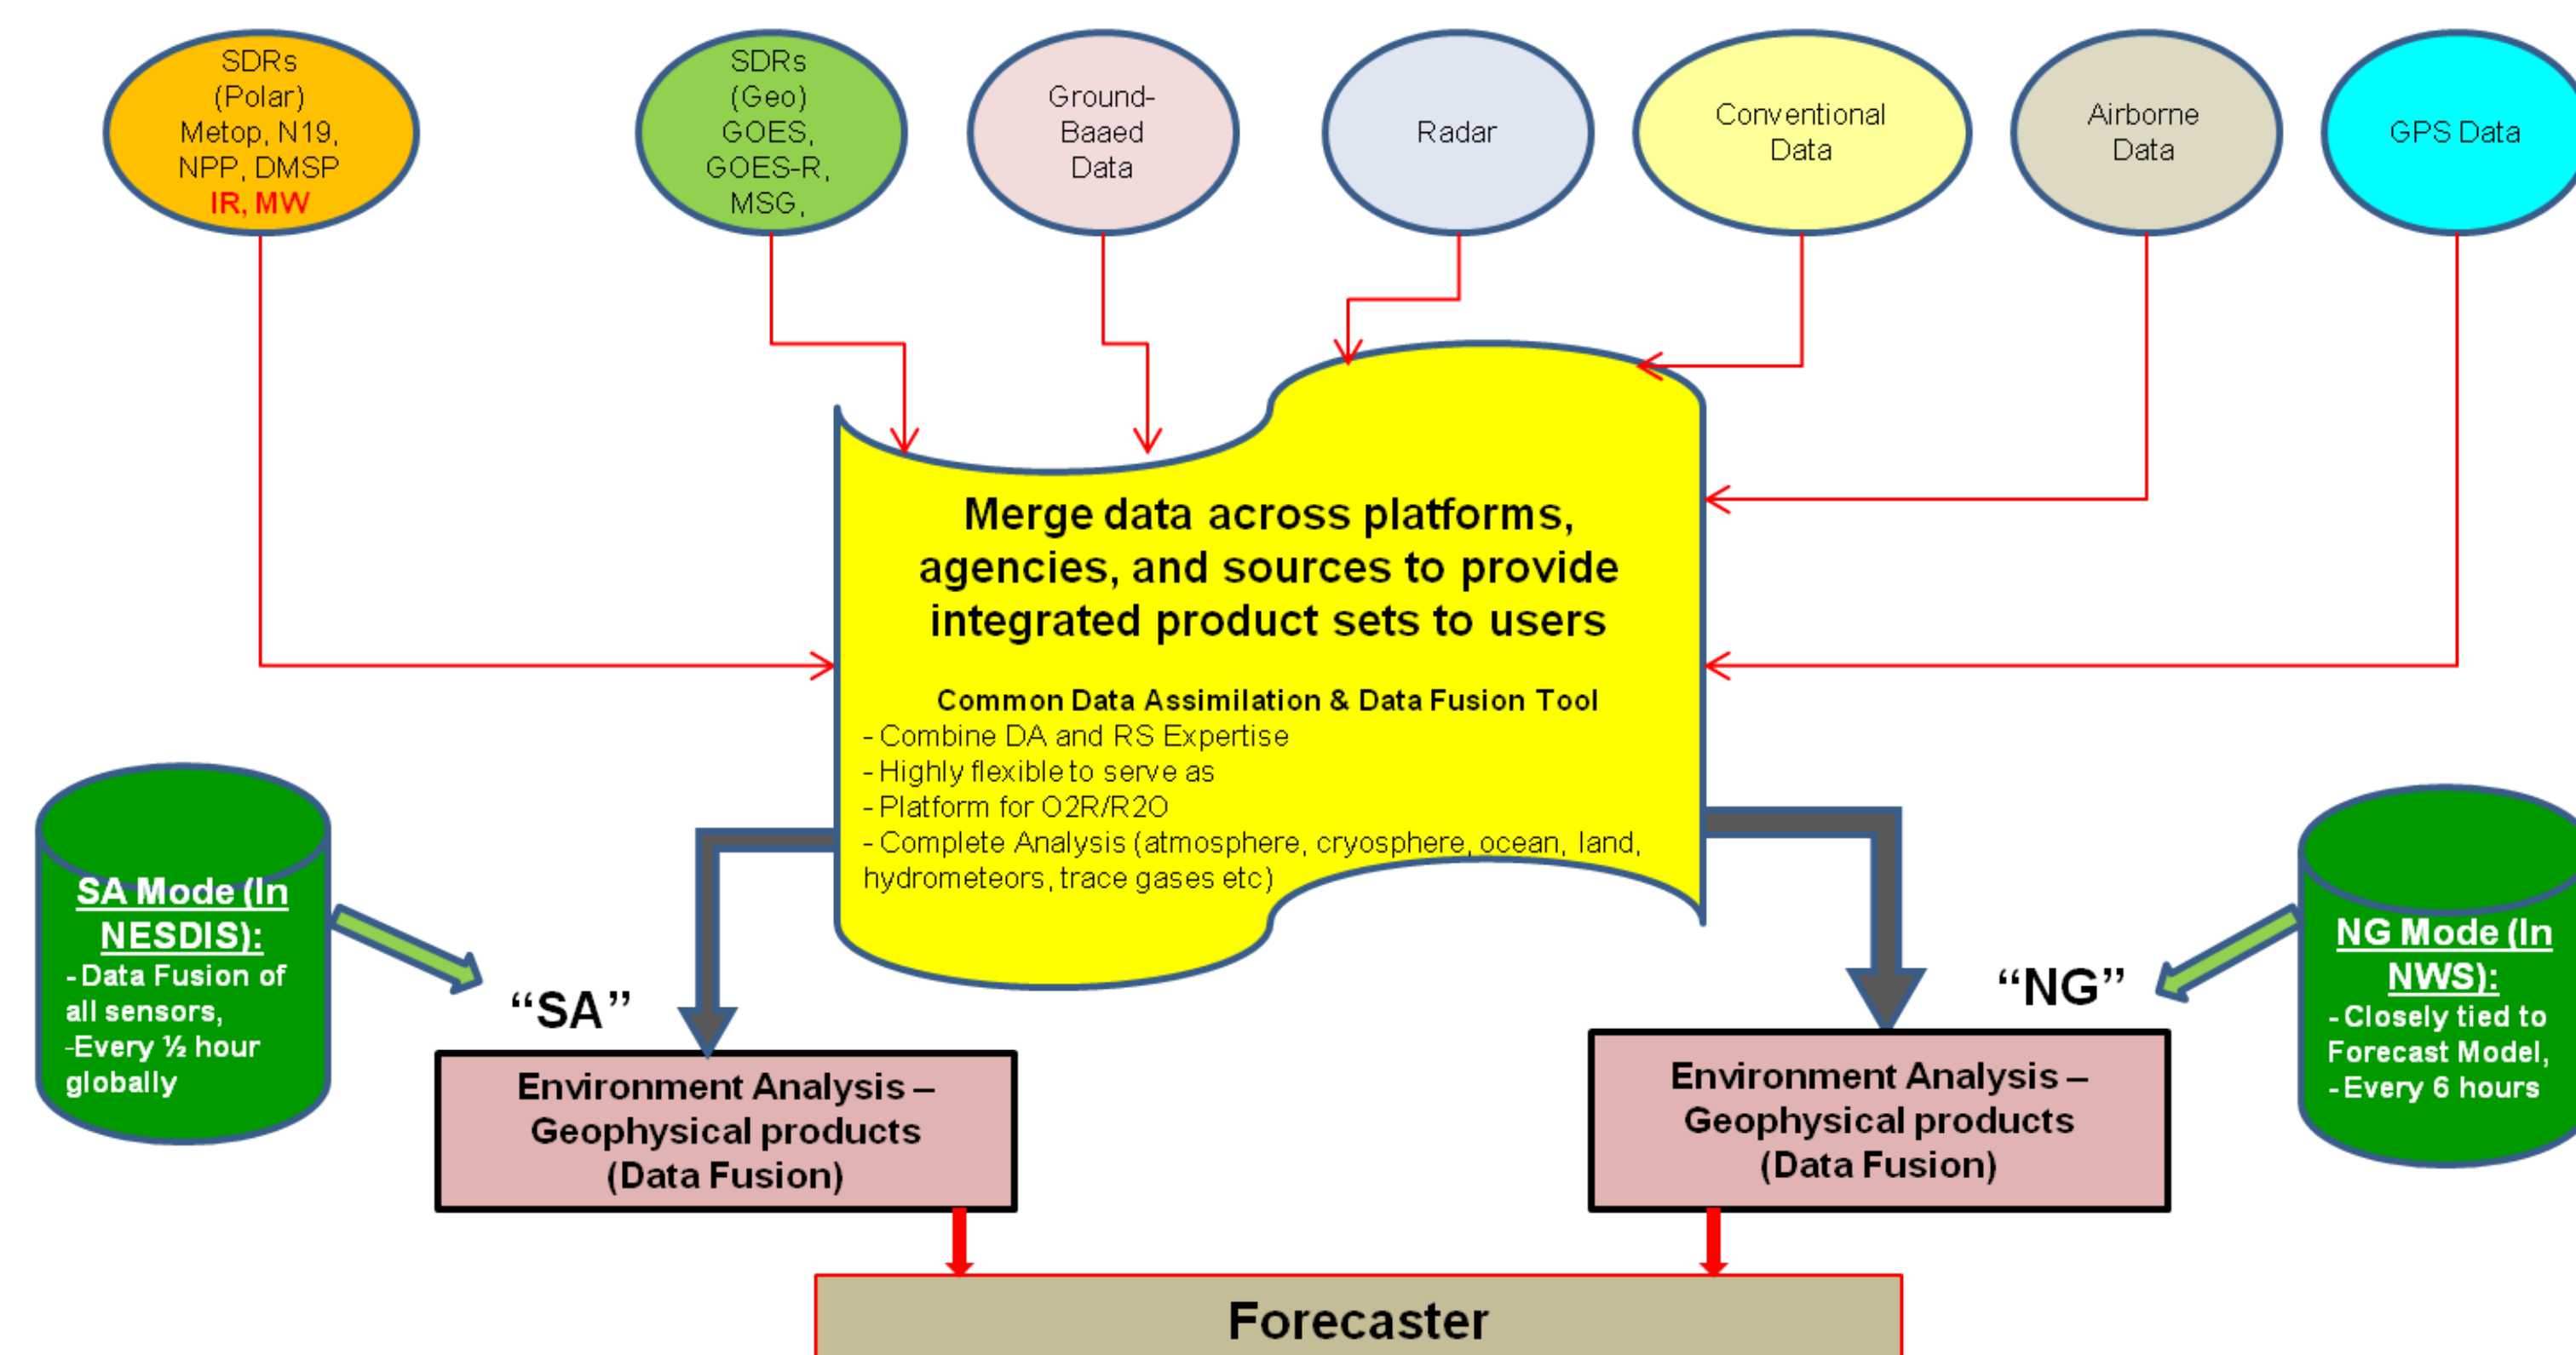 SDRs
(Polar)
Metop, N19,
NPP, DMSP
IR, MW
SDRs
(Geo)
GOES,
GOES-R,
MSG,
Ground-
Baaed
Data
Radar
Conventional
Data
Airborne
Data
GPS Data
Merge data across platforms,
agencies, and sources to provide
integrated product sets to users
Common Data Assimilation & Data Fusion Tool
- Combine DA and RS Expertise
- Highly flexible to serve as
- Platform for O2R/R2O
- Complete Analysis (atmosphere, cryosphere, ocean, land,
hydrometeors, trace gases etc)
SA Mode (In
NESDIS):
- Data Fusion of
all sensors,
-Every ½ hour
globally
“SA”
“NG”
NG Mode (In
NWS):
- Closely tied to
Forecast Model,
- Every 6 hours
Environment Analysis –
Geophysical products
(Data Fusion)
Environment Analysis –
Geophysical products
(Data Fusion)
Forecaster